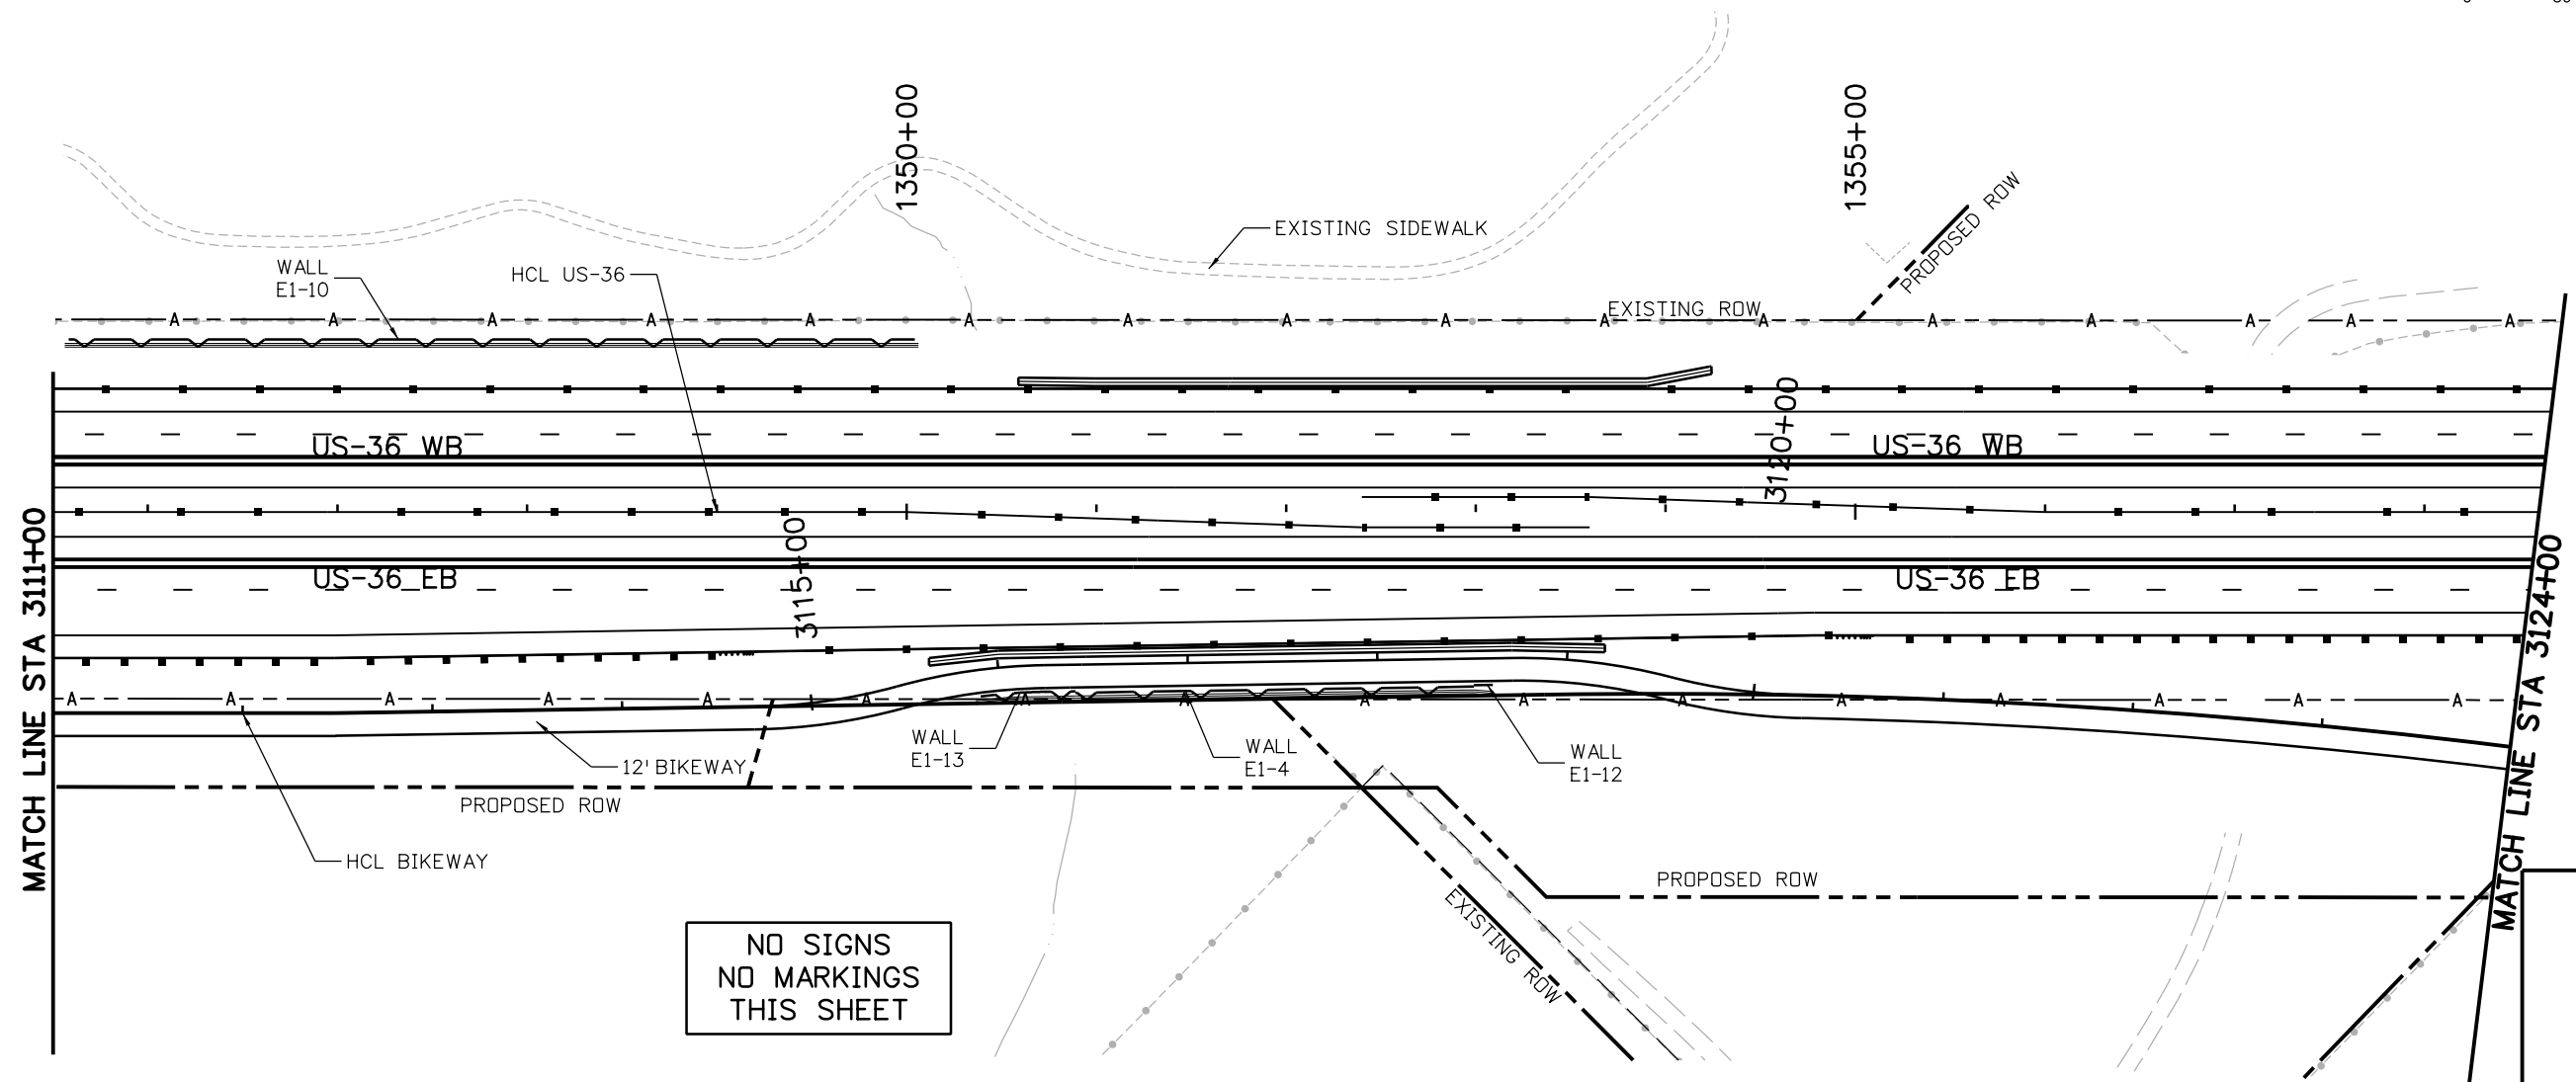 1350+00
1355+00
PROPOSED ROW
EXISTING SIDEWALK
WALL
E1-10
HCL US-36
EXISTING ROW
A A A A A A A A A A A A A A A A
3120+00
US-36 WB
US-36 WB
3115+00
US-36 EB
US-36 EB
MATCH LINE STA 3111+00
MATCH LINE STA 3124+00
A A A A A A A A A A A A A A A A
WALL
E1-13
WALL
E1-4
WALL
E1-12
12' BIKEWAY
PROPOSED ROW
HCL BIKEWAY
PROPOSED ROW
EXISTING ROW
NO SIGNS
NO MARKINGS
THIS SHEET